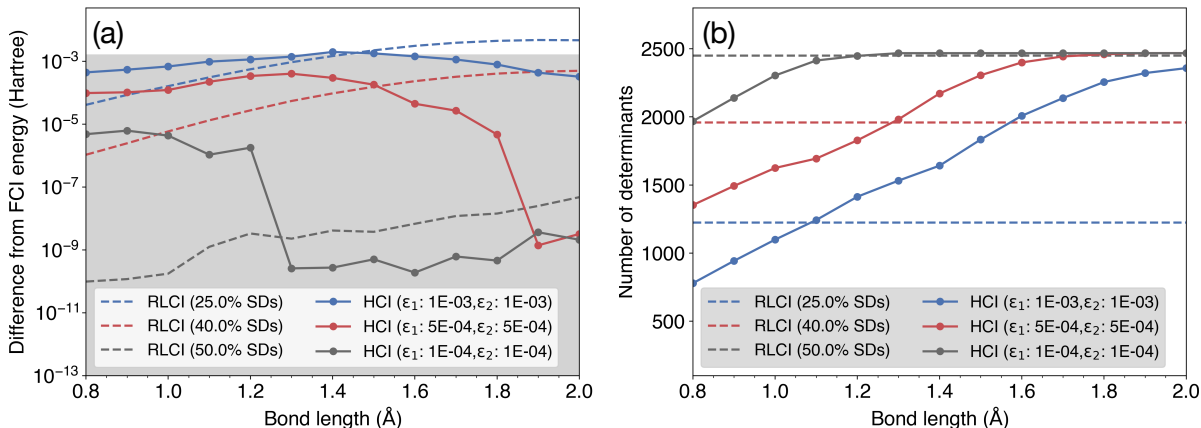 (a)
Difference from FCI energy (Hartree)
10⁻³
10⁻⁵
10⁻⁷
10⁻⁹
10⁻¹¹
10⁻¹³
RLCI (25.0% SDs)
RLCI (40.0% SDs)
RLCI (50.0% SDs)
HCI (ε₁: 1E-03,ε₂: 1E-03)
HCI (ε₁: 5E-04,ε₂: 5E-04)
HCI (ε₁: 1E-04,ε₂: 1E-04)
0.8 1.0 1.2 1.4 1.6 1.8 2.0
Bond length (Å)
(b)
Number of determinants
2500
2000
1500
1000
500
RLCI (25.0% SDs)
RLCI (40.0% SDs)
RLCI (50.0% SDs)
HCI (ε₁: 1E-03,ε₂: 1E-03)
HCI (ε₁: 5E-04,ε₂: 5E-04)
HCI (ε₁: 1E-04,ε₂: 1E-04)
0.8 1.0 1.2 1.4 1.6 1.8 2.0
Bond length (Å)